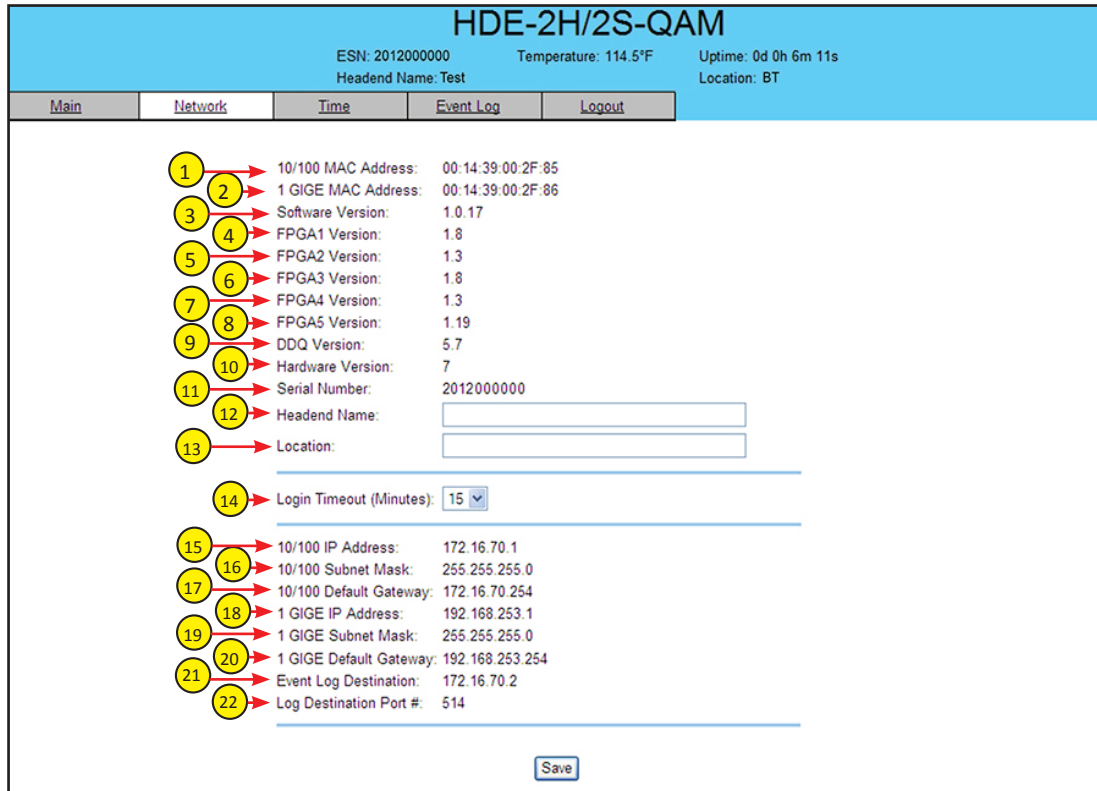 HDE-2H/2S-QAM
ESN: 2012000000 Temperature: 114.5°F Uptime: 0d 0h 6m 11s
Headend Name: Test Location: BT
Main Network Time Event Log Logout
1 10/100 MAC Address: 00:14:39:00:2F:85
2 1 GIGE MAC Address: 00:14:39:00:2F:86
3 Software Version: 1.0.17
4 FPGA1 Version: 1.8
5 FPGA2 Version: 1.3
6 FPGA3 Version: 1.8
7 FPGA4 Version: 1.3
8 FPGA5 Version: 1.19
9 DDQ Version: 5.7
10 Hardware Version: 7
11 Serial Number: 2012000000
12 Headend Name:
13 Location:
14 Login Timeout (Minutes): 15
15 10/100 IP Address: 172.16.70.1
16 10/100 Subnet Mask: 255.255.255.0
17 10/100 Default Gateway: 172.16.70.254
18 1 GIGE IP Address: 192.168.253.1
19 1 GIGE Subnet Mask: 255.255.255.0
20 1 GIGE Default Gateway: 192.168.253.254
21 Event Log Destination: 172.16.70.2
22 Log Destination Port #: 514
Save